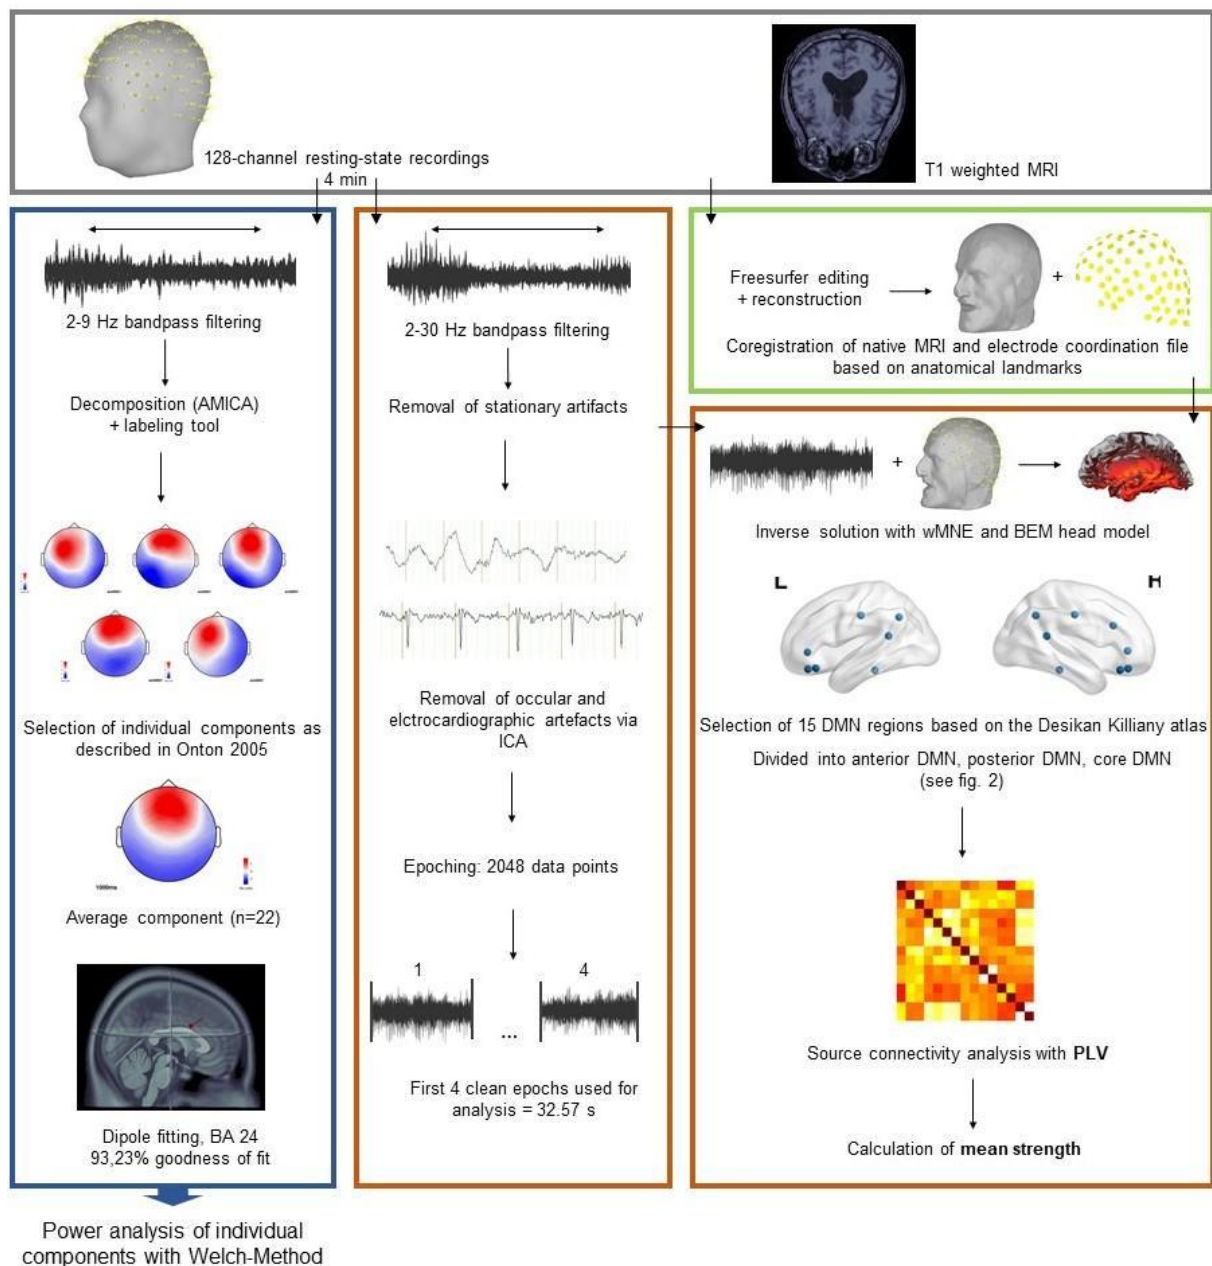 128-channel resting-state recordings
4 min
T1 weighted MRI
2-9 Hz bandpass filtering
Decomposition (AMICA)
+ labeling tool
Selection of individual components as
described in Onton 2005
1000ms
Average component (n=22)
Dipole fitting, BA 24
93,23% goodness of fit
Power analysis of individual
components with Welch-Method
2-30 Hz bandpass filtering
Removal of stationary artifacts
Removal of occular and
elctrocardiographic artefacts via
ICA
Epoching: 2048 data points
1
4
...
First 4 clean epochs used for
analysis = 32.57 s
Freesurfer editing
+ reconstruction
+
Coregistration of native MRI and electrode coordination file
based on anatomical landmarks
+
Inverse solution with wMNE and BEM head model
L
Selection of 15 DMN regions based on the Desikan Killiany atlas
Divided into anterior DMN, posterior DMN, core DMN
(see fig. 2)
Source connectivity analysis with PLV
Calculation of mean strength